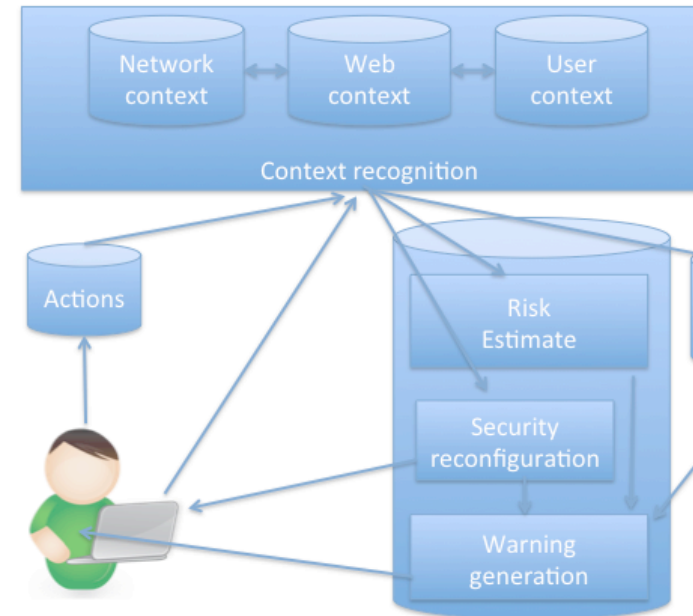 Network
context
Web
context
User
context
Context recognition
Actions
Risk
Estimate
Security
reconfiguration
Warning
generation